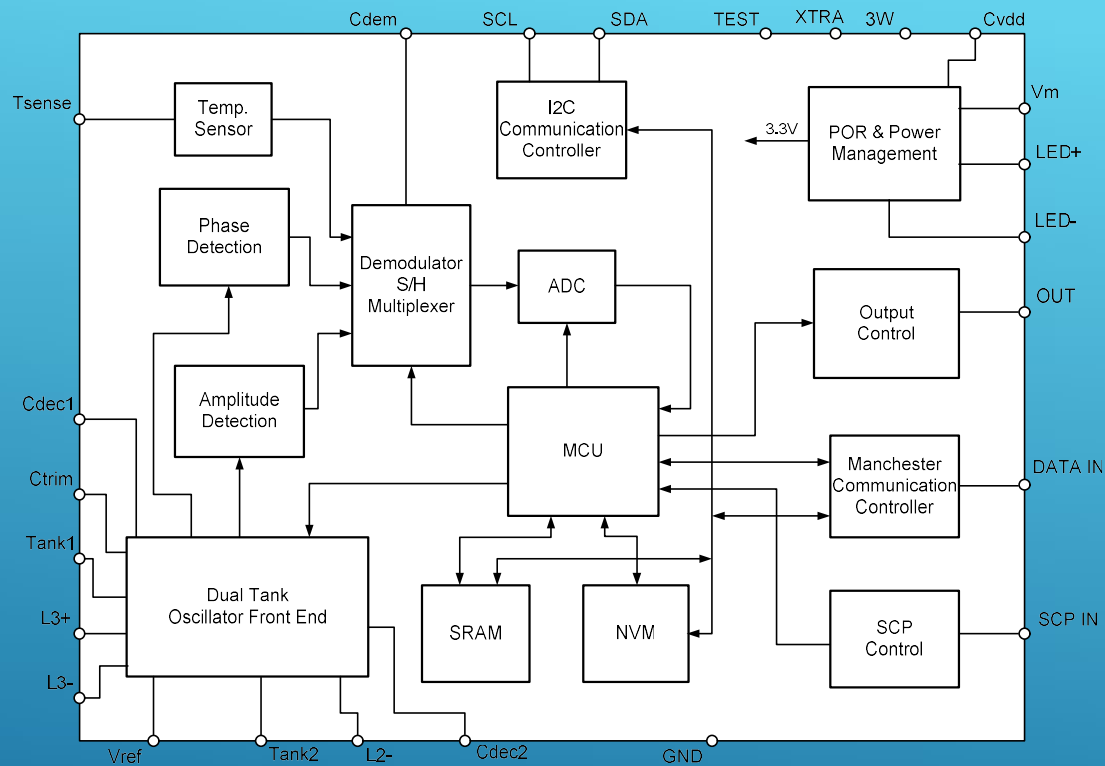 Cdem
SCL
SDA
TEST
XTRA
3W
Cvdd
Tsense
Temp.
Sensor
I2C
Communication
Controller
3.3V
POR & Power
Management
Vm
LED+
LED-
Phase
Detection
Demodulator
S/H
Multiplexer
ADC
Output
Control
OUT
Amplitude
Detection
Cdec1
MCU
Manchester
Communication
Controller
DATA IN
Ctrim
Tank1
L3+
L3-
Dual Tank
Oscillator Front End
SRAM
NVM
SCP
Control
SCP IN
Vref
Tank2
L2-
Cdec2
GND